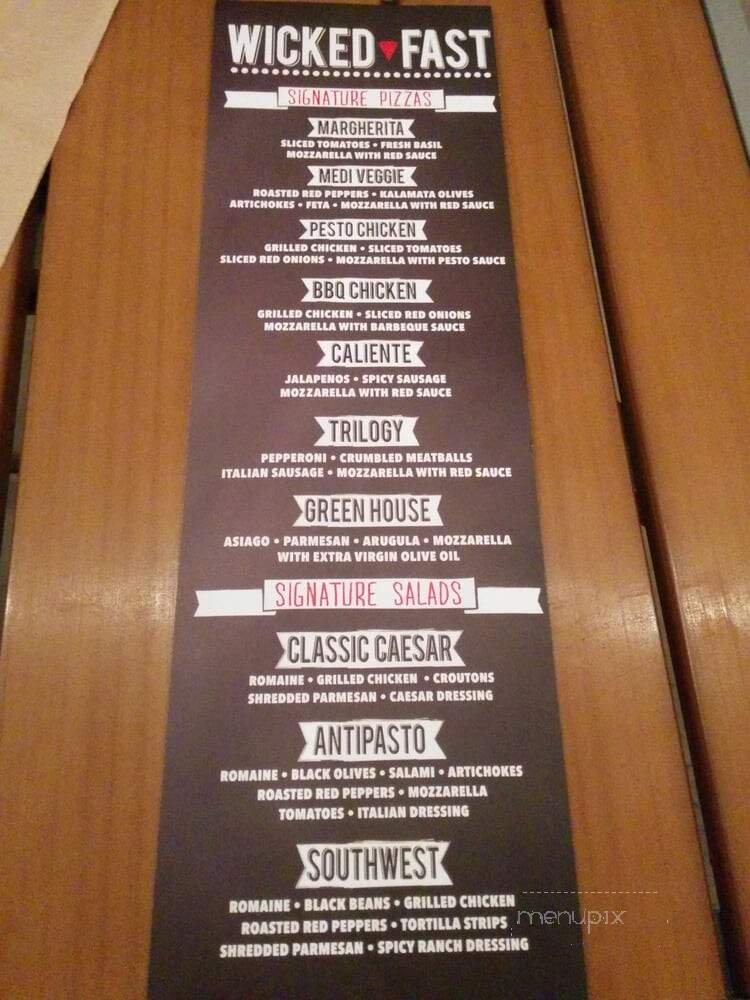 WICKED FAST
SIGNATURE PIZZAS
MARGHERITA
SLICED TOMATOES • FRESH BASIL
MOZZARELLA WITH RED SAUCE
MEDI VEGGIE
ROASTED RED PEPPERS • KALAMATA OLIVES
ARTICHOKES • FETA • MOZZARELLA WITH RED SAUCE
PESTO CHICKEN
GRILLED CHICKEN • SLICED TOMATOES
SLICED RED ONIONS • MOZZARELLA WITH PESTO SAUCE
BBQ CHICKEN
GRILLED CHICKEN • SLICED RED ONIONS
MOZZARELLA WITH BARBEQUE SAUCE
CALIENTE
JALAPENOS • SPICY SAUSAGE
MOZZARELLA WITH RED SAUCE
TRILOGY
PEPPERONI • CRUMBLED MEATBALLS
ITALIAN SAUSAGE • MOZZARELLA WITH RED SAUCE
GREEN HOUSE
ASIAGO • PARMESAN • ARUGULA • MOZZARELLA
WITH EXTRA VIRGIN OLIVE OIL
SIGNATURE SALADS
CLASSIC CAESAR
ROMAINE • GRILLED CHICKEN • CROUTONS
SHREDDED PARMESAN • CAESAR DRESSING
ANTIPASTO
ROMAINE • BLACK OLIVES • SALAMI • ARTICHOKES
ROASTED RED PEPPERS • MOZZARELLA
TOMATOES • ITALIAN DRESSING
SOUTHWEST
ROMAINE • BLACK BEANS • GRILLED CHICKEN
ROASTED RED PEPPERS • TORTILLA STRIPS
SHREDDED PARMESAN • SPICY RANCH DRESSING
menupix